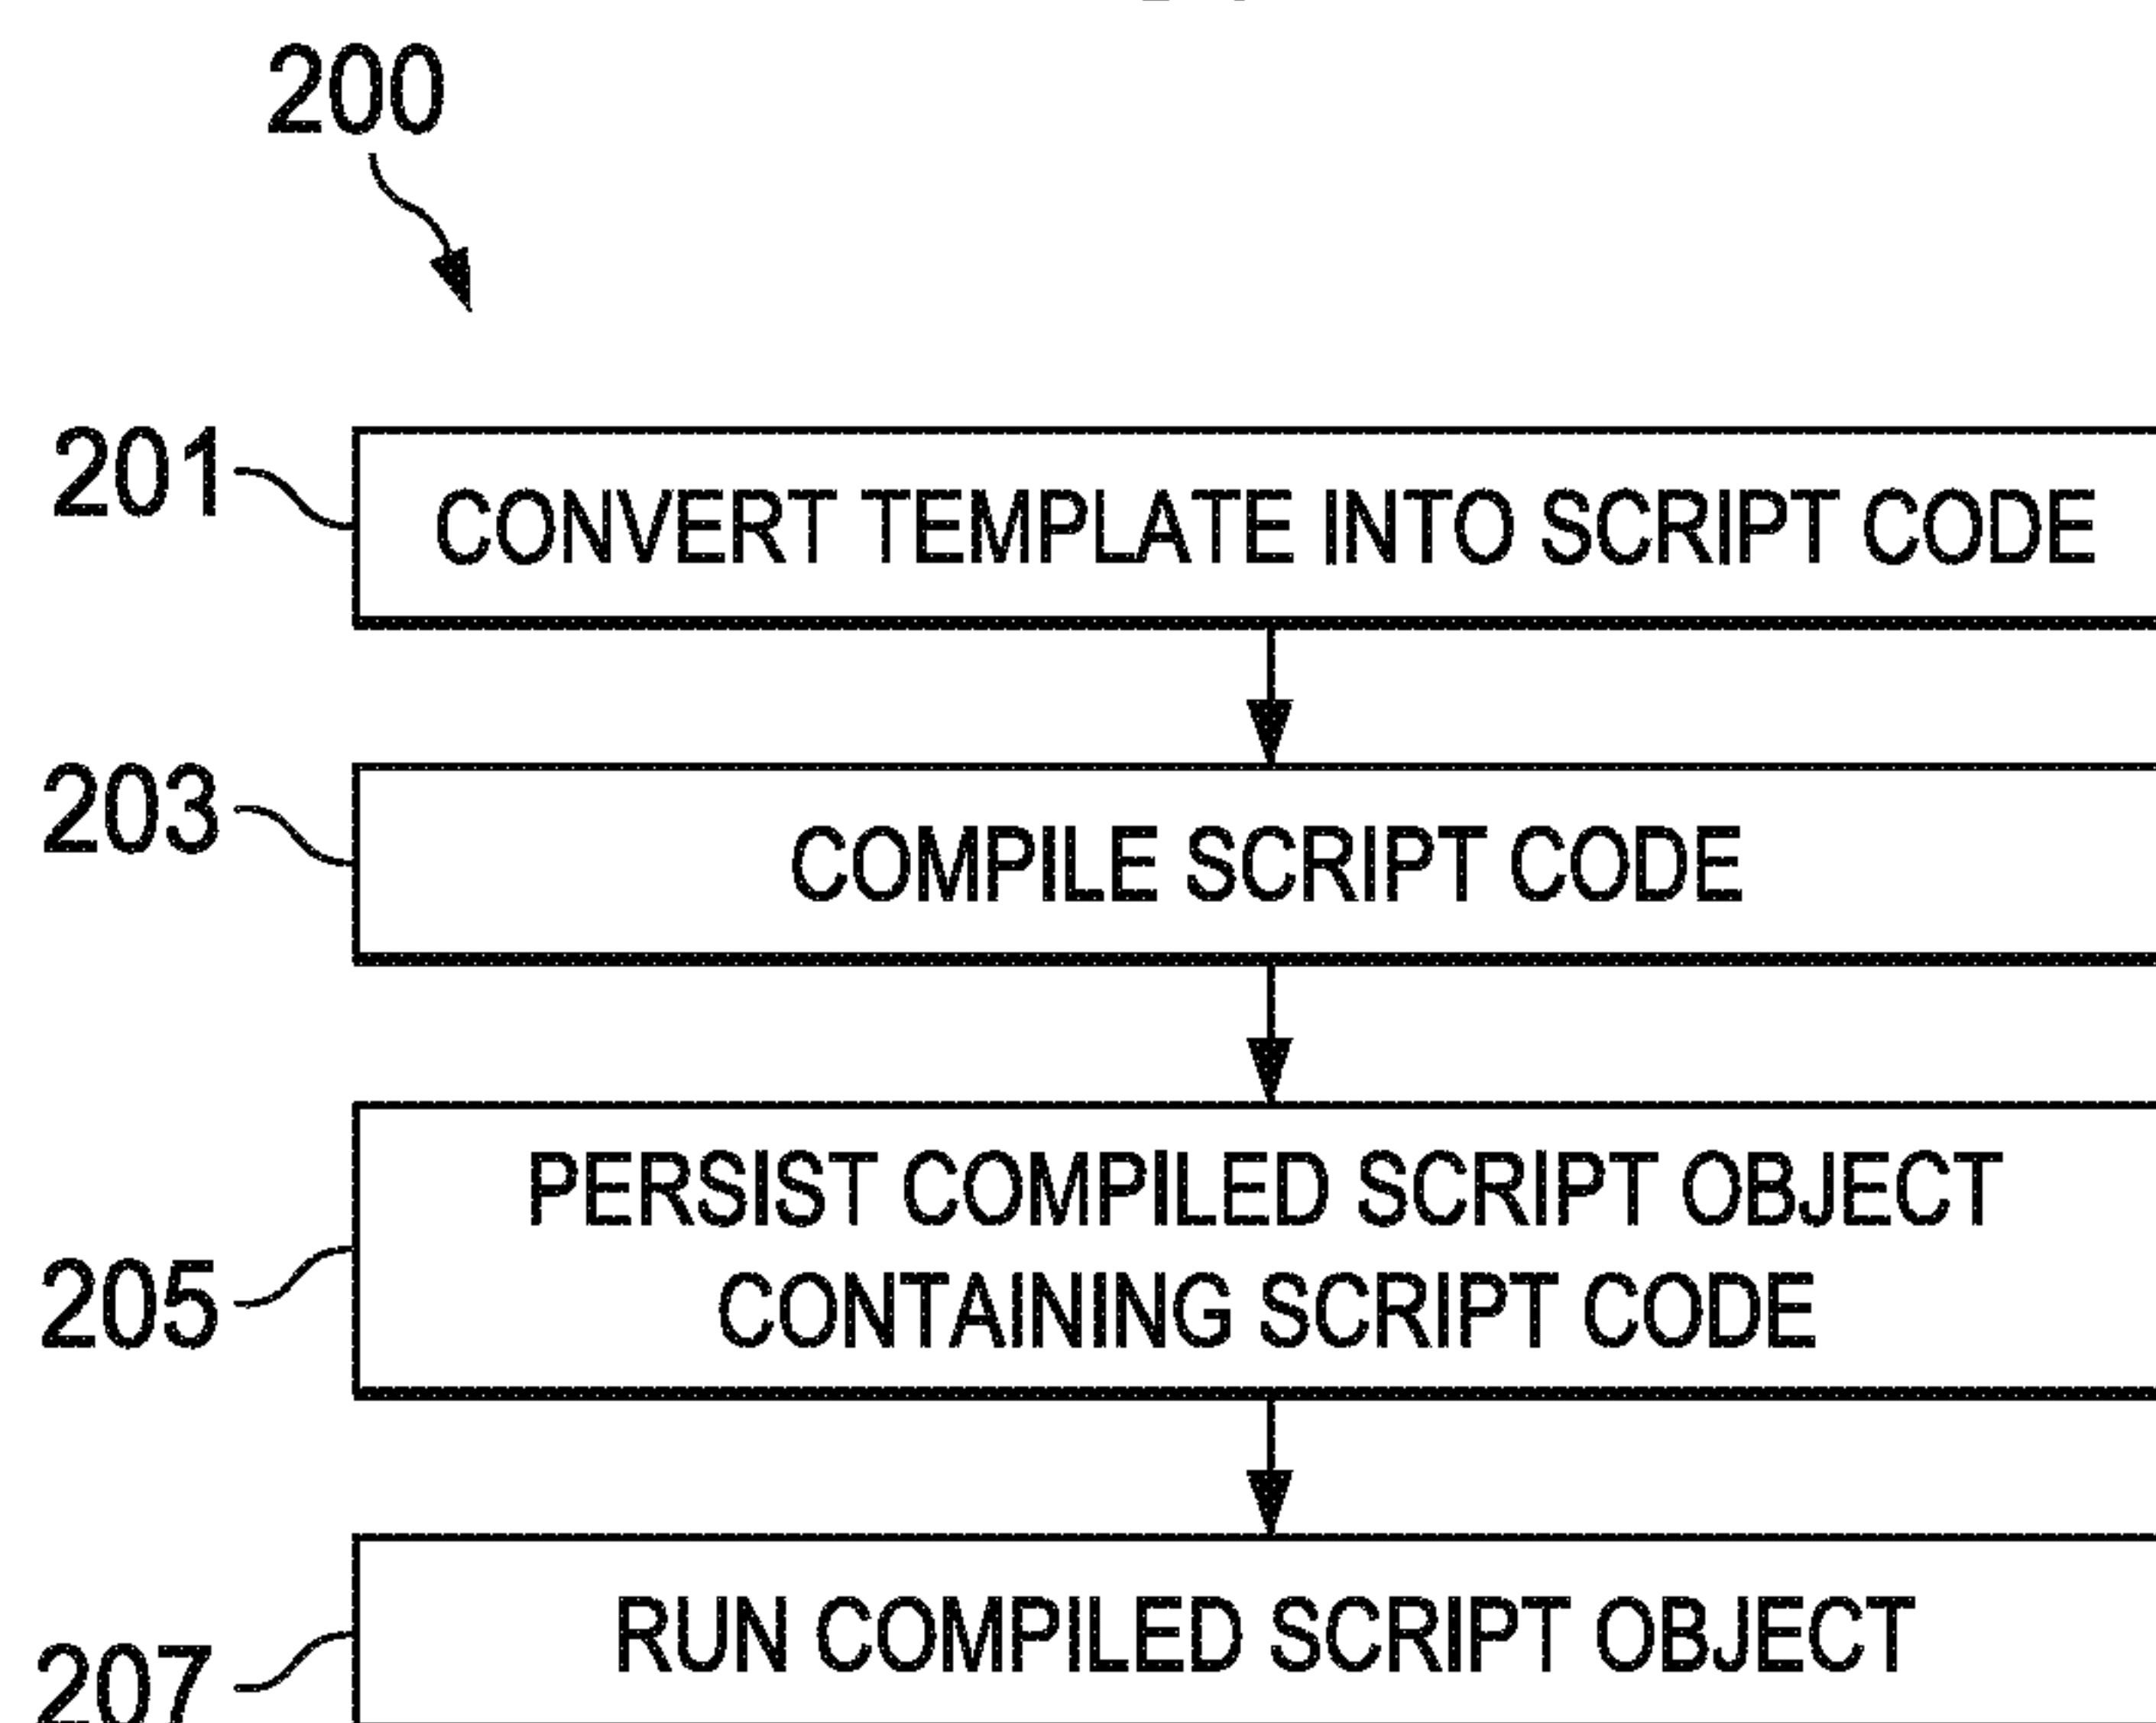 200
201
CONVERT TEMPLATE INTO SCRIPT CODE
203
COMPILE SCRIPT CODE
PERSIST COMPILED SCRIPT OBJECT
205
CONTAINING SCRIPT CODE
RUN COMPILED SCRIPT OBJECT
207